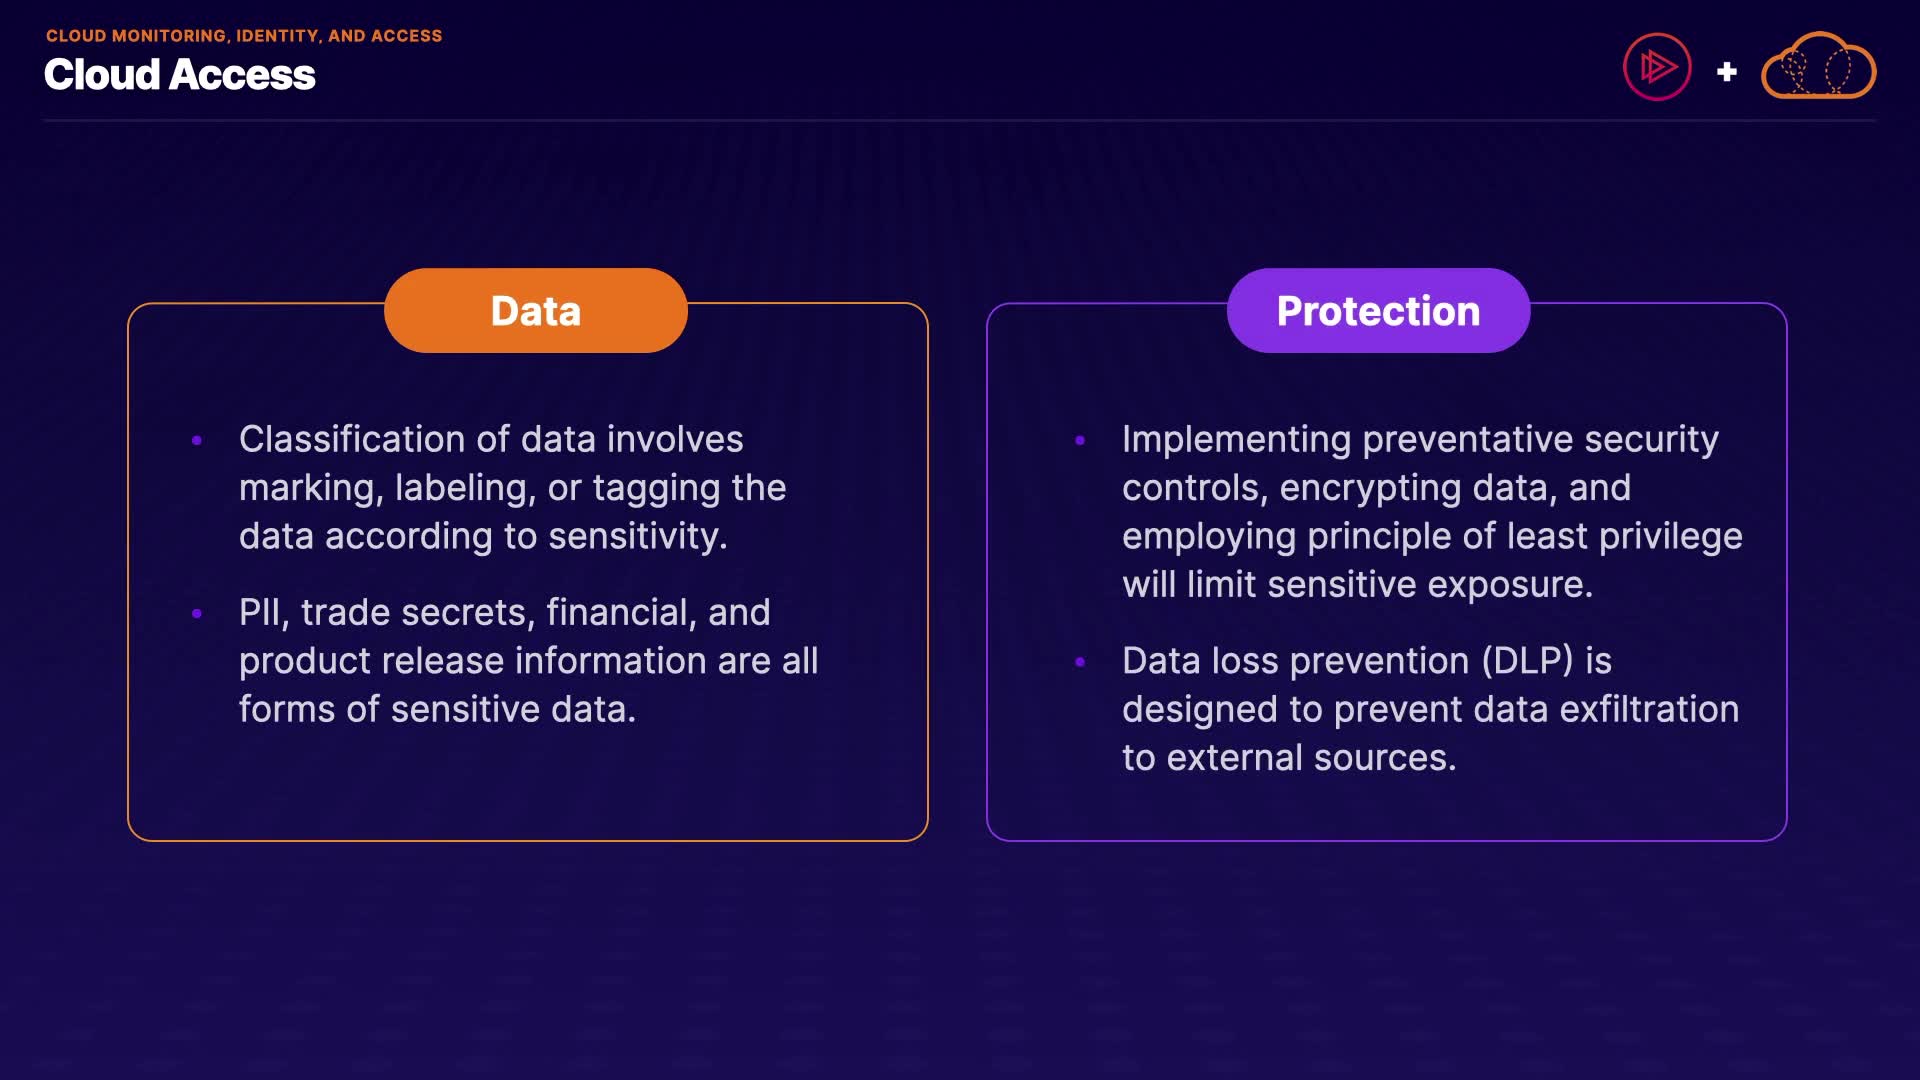 CLOUD MONITORING, IDENTITY, AND ACCESS
Cloud Access
Data
• Classification of data involves
marking, labeling, or tagging the
data according to sensitivity.
• PII, trade secrets, financial, and
product release information are all
forms of sensitive data.
Protection
• Implementing preventative security
controls, encrypting data, and
employing principle of least privilege
will limit sensitive exposure.
• Data loss prevention (DLP) is
designed to prevent data exfiltration
to external sources.